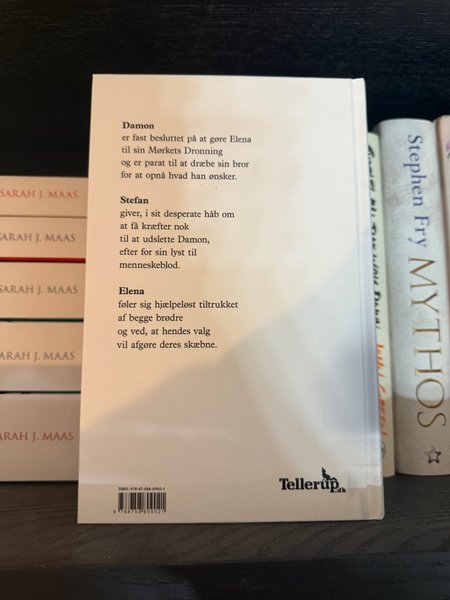 Damon
er fast besluttet på at gøre Elena
til sin Mørkets Dronning
og er parat til at dræbe sin bror
for at opnå hvad han ønsker.
Stefan
giver, i sit desperate håb om
at få kræfter nok
til at udslette Damon,
efter for sin lyst til
menneskeblod.
Elena
føler sig hjælpeløst tiltrukket
af begge brødre
og ved, at hendes valg
vil afgøre deres skæbne.
Tellerup.dk
SARAH J. MAAS
SARAH J. MAAS
SARAH J. MAAS
SARAH J. MAAS
SARAH J. MAAS
Stephen Fry
MYTHOS